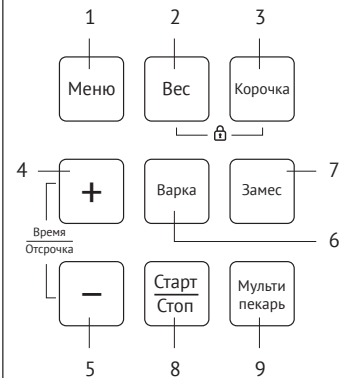 1 2 3
Меню Вес Корочка
4 + Варка Замес 7
Время
Отсрочка
6
− Старт
Стоп Мульти
пекарь
5 8 9